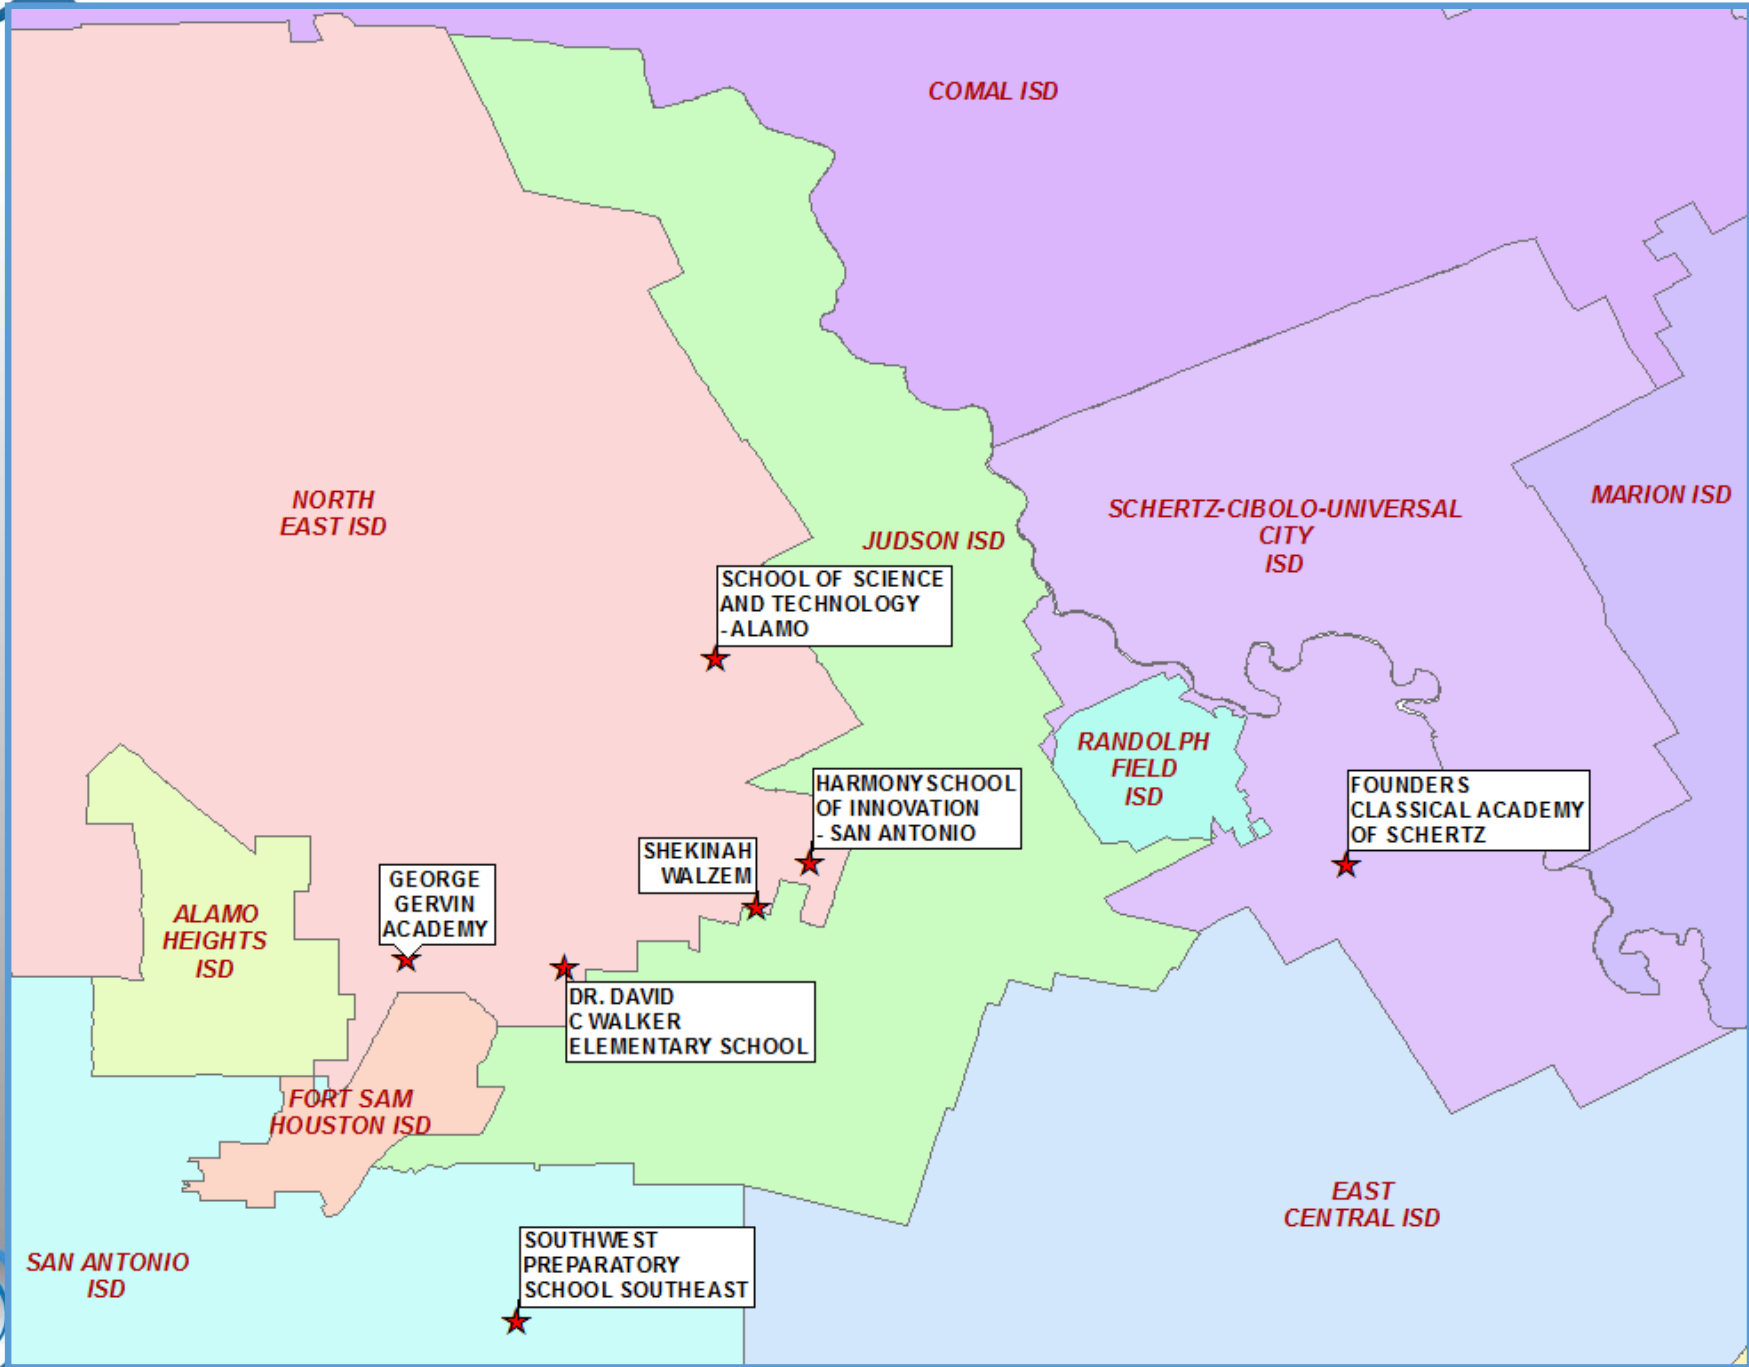 COMAL ISD
NORTH
EAST ISD
SCHERTZ-CIBOLO-UNIVERSAL
CITY
ISD
MARION ISD
JUDSON ISD
SCHOOL OF SCIENCE
AND TECHNOLOGY
- ALAMO
RANDOLPH
FIELD
ISD
HARMONY SCHOOL
OF INNOVATION
- SAN ANTONIO
FOUNDERS
CLASSICAL ACADEMY
OF SCHERTZ
SHEKINAH
WALZEM
GEORGE
GERVIN
ACADEMY
ALAMO
HEIGHTS
ISD
DR. DAVID
C WALKER
ELEMENTARY SCHOOL
FORT SAM
HOUSTON ISD
EAST
CENTRAL ISD
SAN ANTONIO
ISD
SOUTHWEST
PREPARATORY
SCHOOL SOUTHEAST